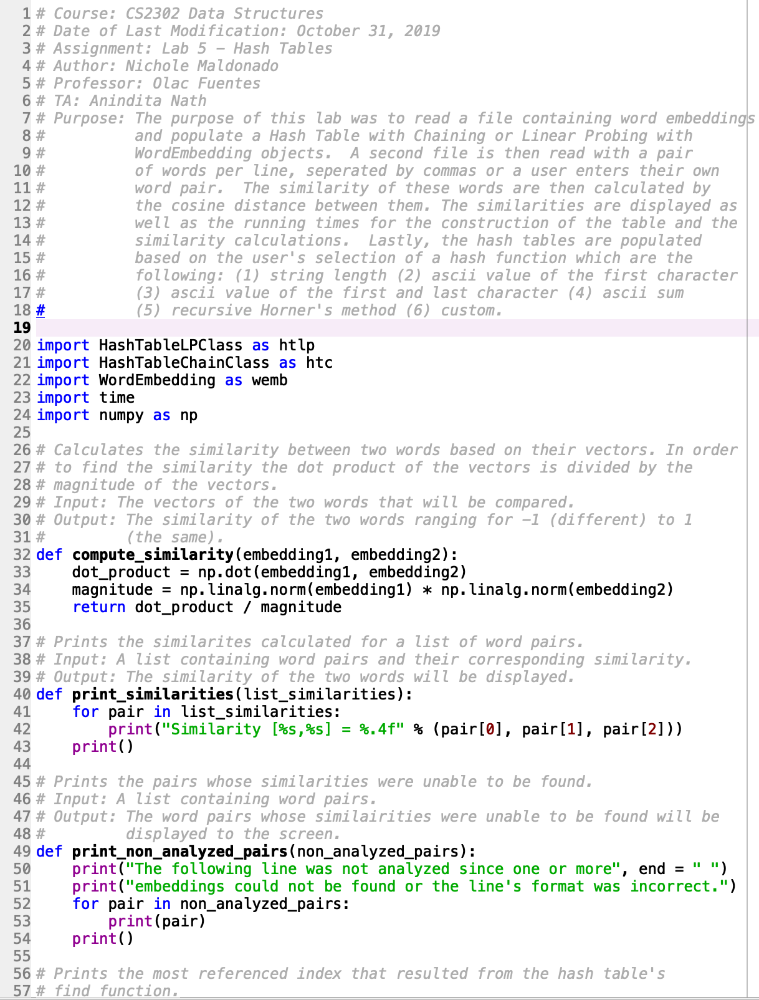 1 # Course: CS2302 Data Structures
2 # Date of Last Modification: October 31, 2019
3 # Assignment: Lab 5 – Hash Tables
4 # Author: Nichole Maldonado
5 # Professor: Olac Fuentes
6 # TA: Anindita Nath
7 # Purpose: The purpose of this lab was to read a file containing word embeddings
8 #          and populate a Hash Table with Chaining or Linear Probing with
9 #          WordEmbedding objects.  A second file is then read with a pair
10 #          of words per line, seperated by commas or a user enters their own
11 #          word pair.  The similarity of these words are then calculated by
12 #          the cosine distance between them. The similarities are displayed as
13 #          well as the running times for the construction of the table and the
14 #          similarity calculations.  Lastly, the hash tables are populated
15 #          based on the user's selection of a hash function which are the
16 #          following: (1) string length (2) ascii value of the first character
17 #          (3) ascii value of the first and last character (4) ascii sum
18 #          (5) recursive Horner's method (6) custom.
19
20 import HashTableLPClass as htlp
21 import HashTableChainClass as htc
22 import WordEmbedding as wemb
23 import time
24 import numpy as np
25
26 # Calculates the similarity between two words based on their vectors. In order
27 # to find the similarity the dot product of the vectors is divided by the
28 # magnitude of the vectors.
29 # Input: The vectors of the two words that will be compared.
30 # Output: The similarity of the two words ranging for –1 (different) to 1
31 #         (the same).
32 def compute_similarity(embedding1, embedding2):
33     dot_product = np.dot(embedding1, embedding2)
34     magnitude = np.linalg.norm(embedding1) * np.linalg.norm(embedding2)
35     return dot_product / magnitude
36
37 # Prints the similarites calculated for a list of word pairs.
38 # Input: A list containing word pairs and their corresponding similarity.
39 # Output: The similarity of the two words will be displayed.
40 def print_similarities(list_similarities):
41     for pair in list_similarities:
42         print("Similarity [%s,%s] = %.4f" % (pair[0], pair[1], pair[2]))
43     print()
44
45 # Prints the pairs whose similarities were unable to be found.
46 # Input: A list containing word pairs.
47 # Output: The word pairs whose similairities were unable to be found will be
48 #         displayed to the screen.
49 def print_non_analyzed_pairs(non_analyzed_pairs):
50     print("The following line was not analyzed since one or more", end = " ")
51     print("embeddings could not be found or the line's format was incorrect.")
52     for pair in non_analyzed_pairs:
53         print(pair)
54     print()
55
56 # Prints the most referenced index that resulted from the hash table's
57 # find function.